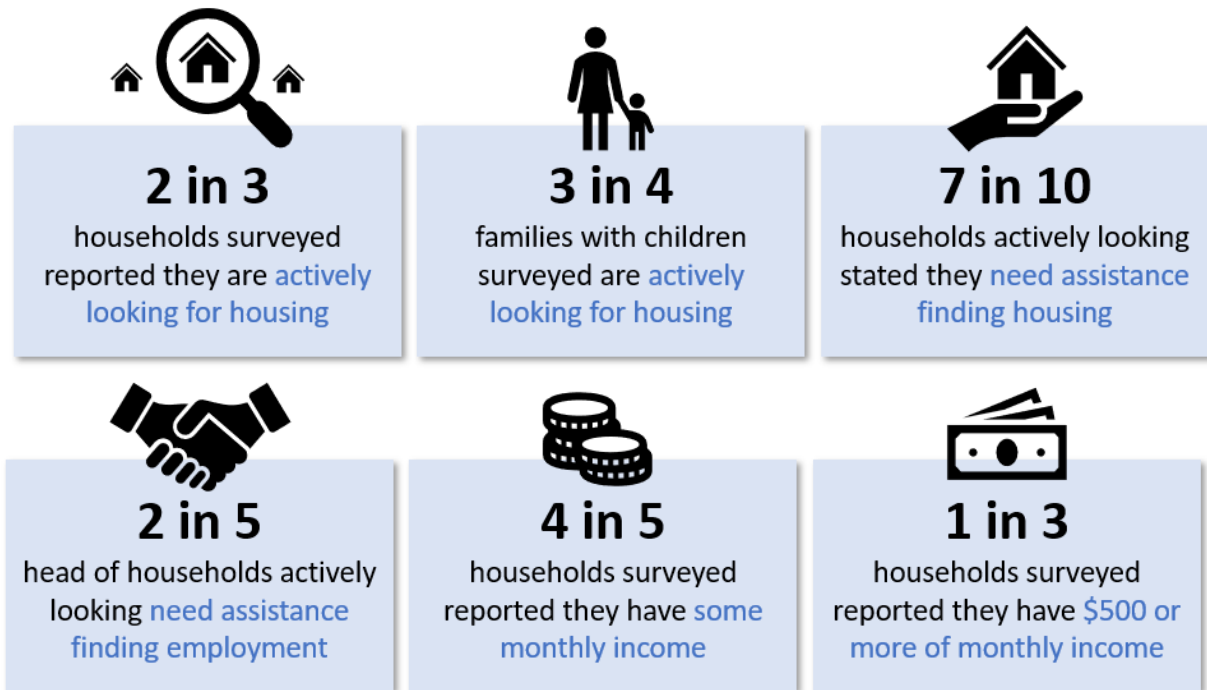 2 in 3
households surveyed
reported they are actively
looking for housing
3 in 4
families with children
surveyed are actively
looking for housing
7 in 10
households actively looking
stated they need assistance
finding housing
2 in 5
head of households actively
looking need assistance
finding employment
4 in 5
households surveyed
reported they have some
monthly income
1 in 3
households surveyed
reported they have $500 or
more of monthly income